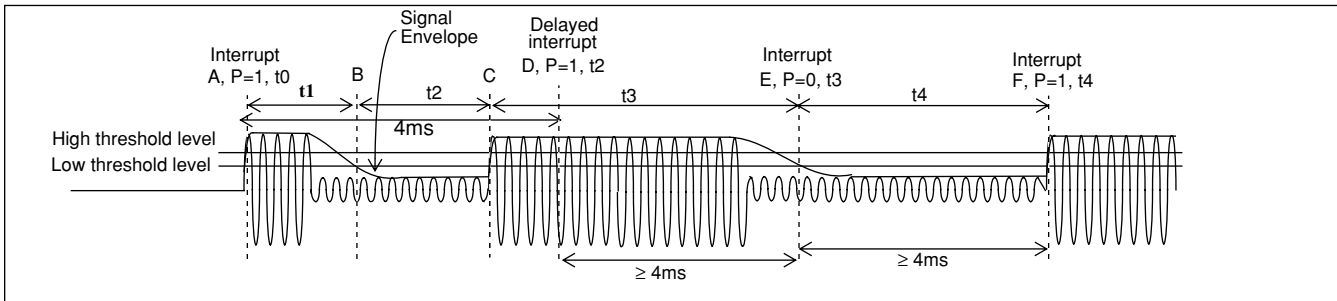 Signal
Envelope
Delayed
interrupt
D, P=1, t2
Interrupt
A, P=1, t0
B
C
Interrupt
E, P=0, t3
Interrupt
F, P=1, t4
t1
t2
t3
t4
4ms
High threshold level
Low threshold level
≥ 4ms
≥ 4ms